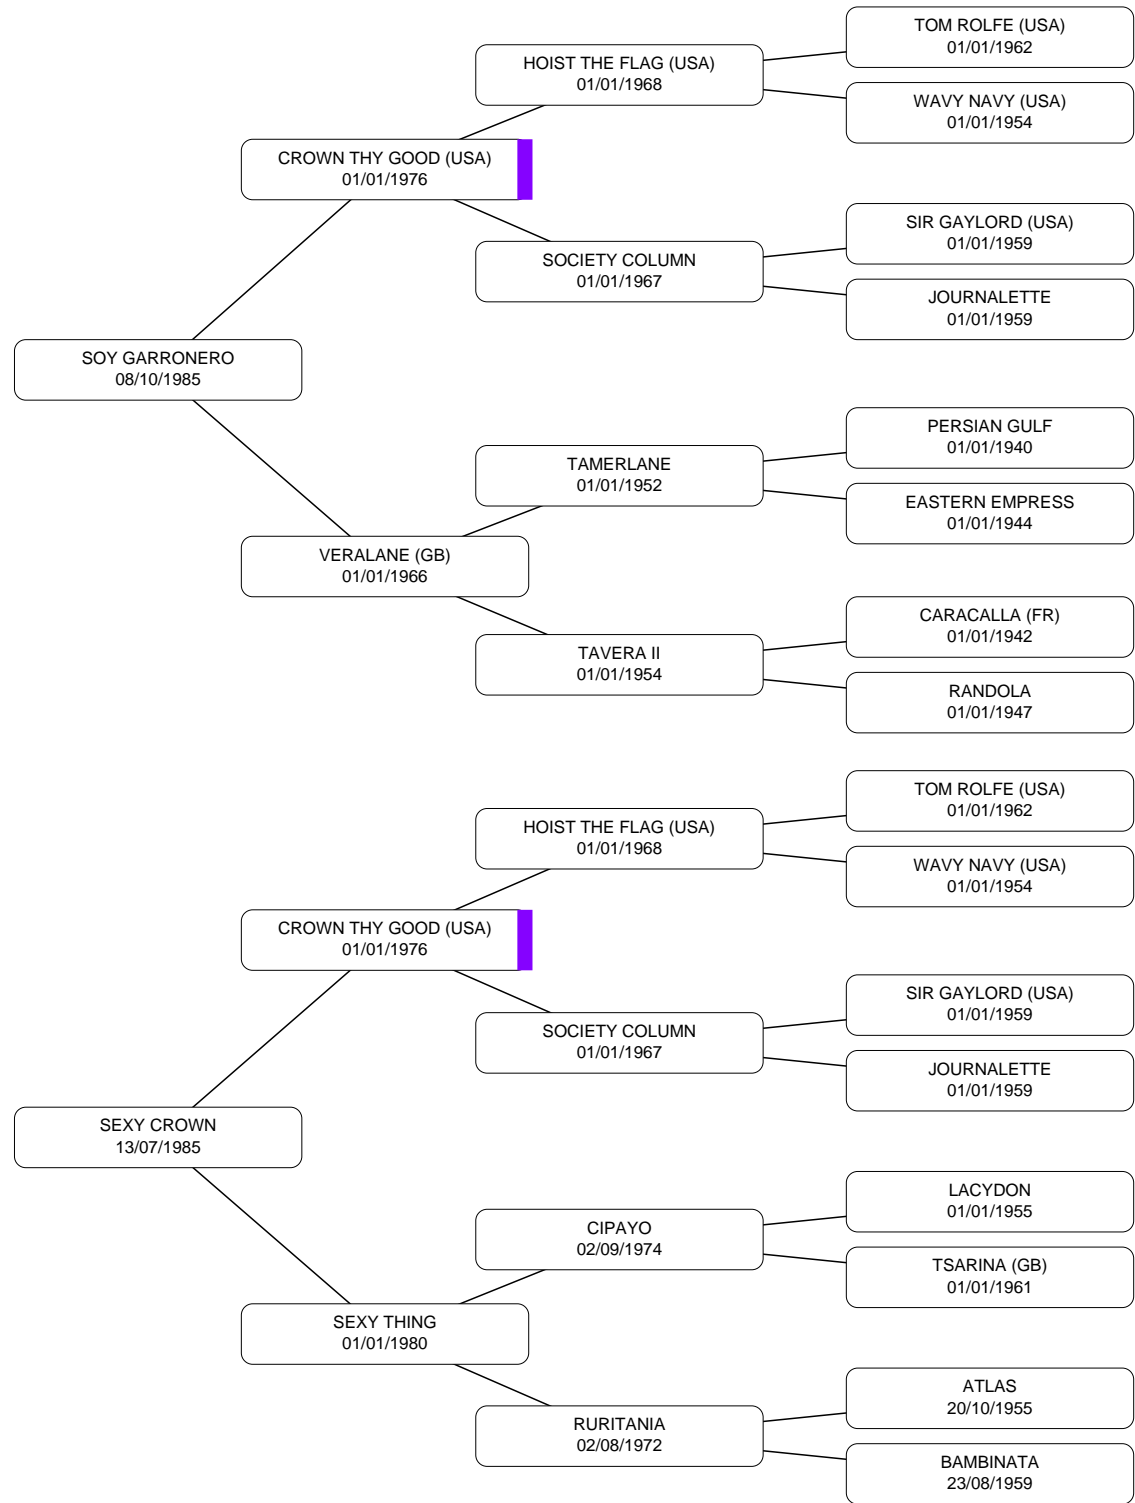 TOM ROLFE (USA)
01/01/1962
HOIST THE FLAG (USA)
01/01/1968
WAVY NAVY (USA)
01/01/1954
CROWN THY GOOD (USA)
01/01/1976
SIR GAYLORD (USA)
01/01/1959
SOCIETY COLUMN
01/01/1967
JOURNALETTE
01/01/1959
SOY GARRONERO
08/10/1985
PERSIAN GULF
01/01/1940
TAMERLANE
01/01/1952
EASTERN EMPRESS
01/01/1944
VERALANE (GB)
01/01/1966
CARACALLA (FR)
01/01/1942
TAVERA II
01/01/1954
RANDOLA
01/01/1947
TOM ROLFE (USA)
01/01/1962
HOIST THE FLAG (USA)
01/01/1968
WAVY NAVY (USA)
01/01/1954
CROWN THY GOOD (USA)
01/01/1976
SIR GAYLORD (USA)
01/01/1959
SOCIETY COLUMN
01/01/1967
JOURNALETTE
01/01/1959
SEXY CROWN
13/07/1985
LACYDON
01/01/1955
CIPAYO
02/09/1974
TSARINA (GB)
01/01/1961
SEXY THING
01/01/1980
ATLAS
20/10/1955
RURITANIA
02/08/1972
BAMBINATA
23/08/1959